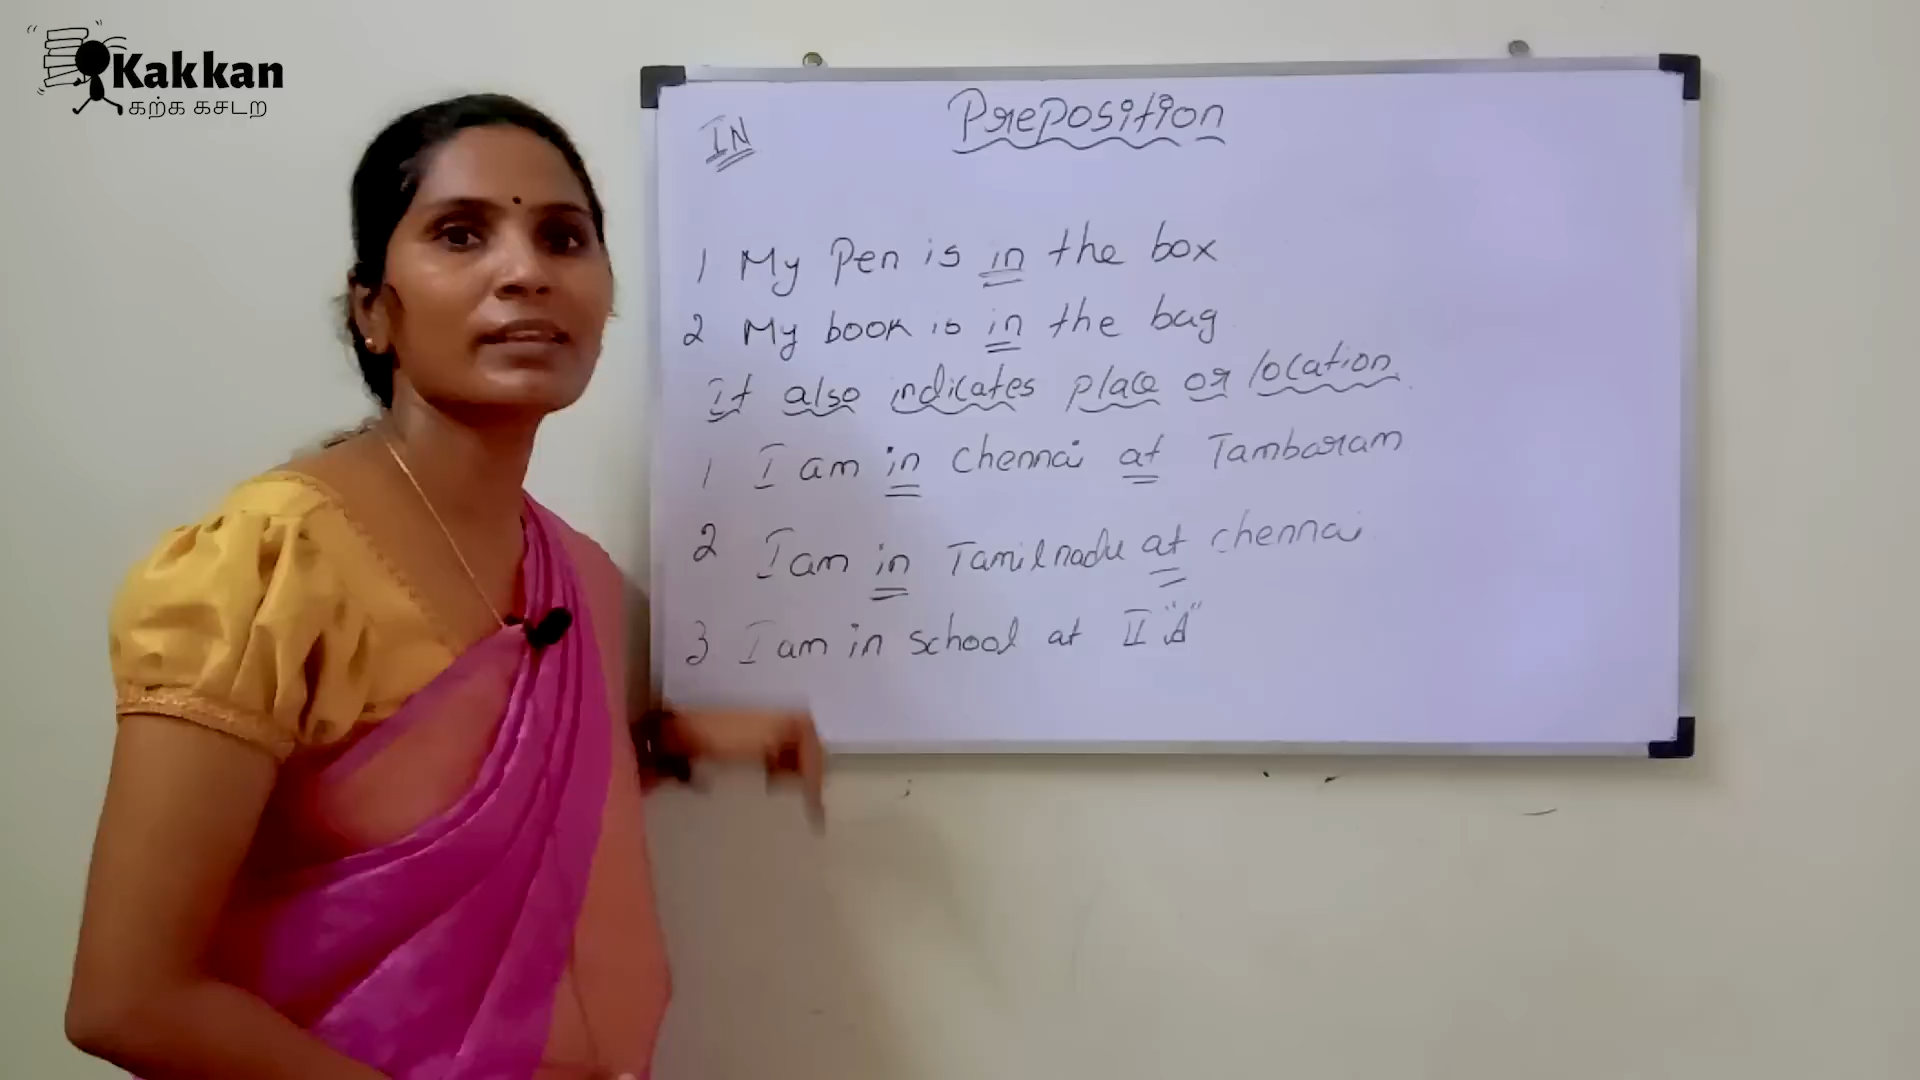 Kakkan
கற்க கசடற
Preposition
IN
1 My Pen is in the box
2 My book is in the bag
It also indicates place or location.
1 I am in Chennai at Tambaram
2 I am in Tamilnadu at chennai
3 I am in school at II "A"